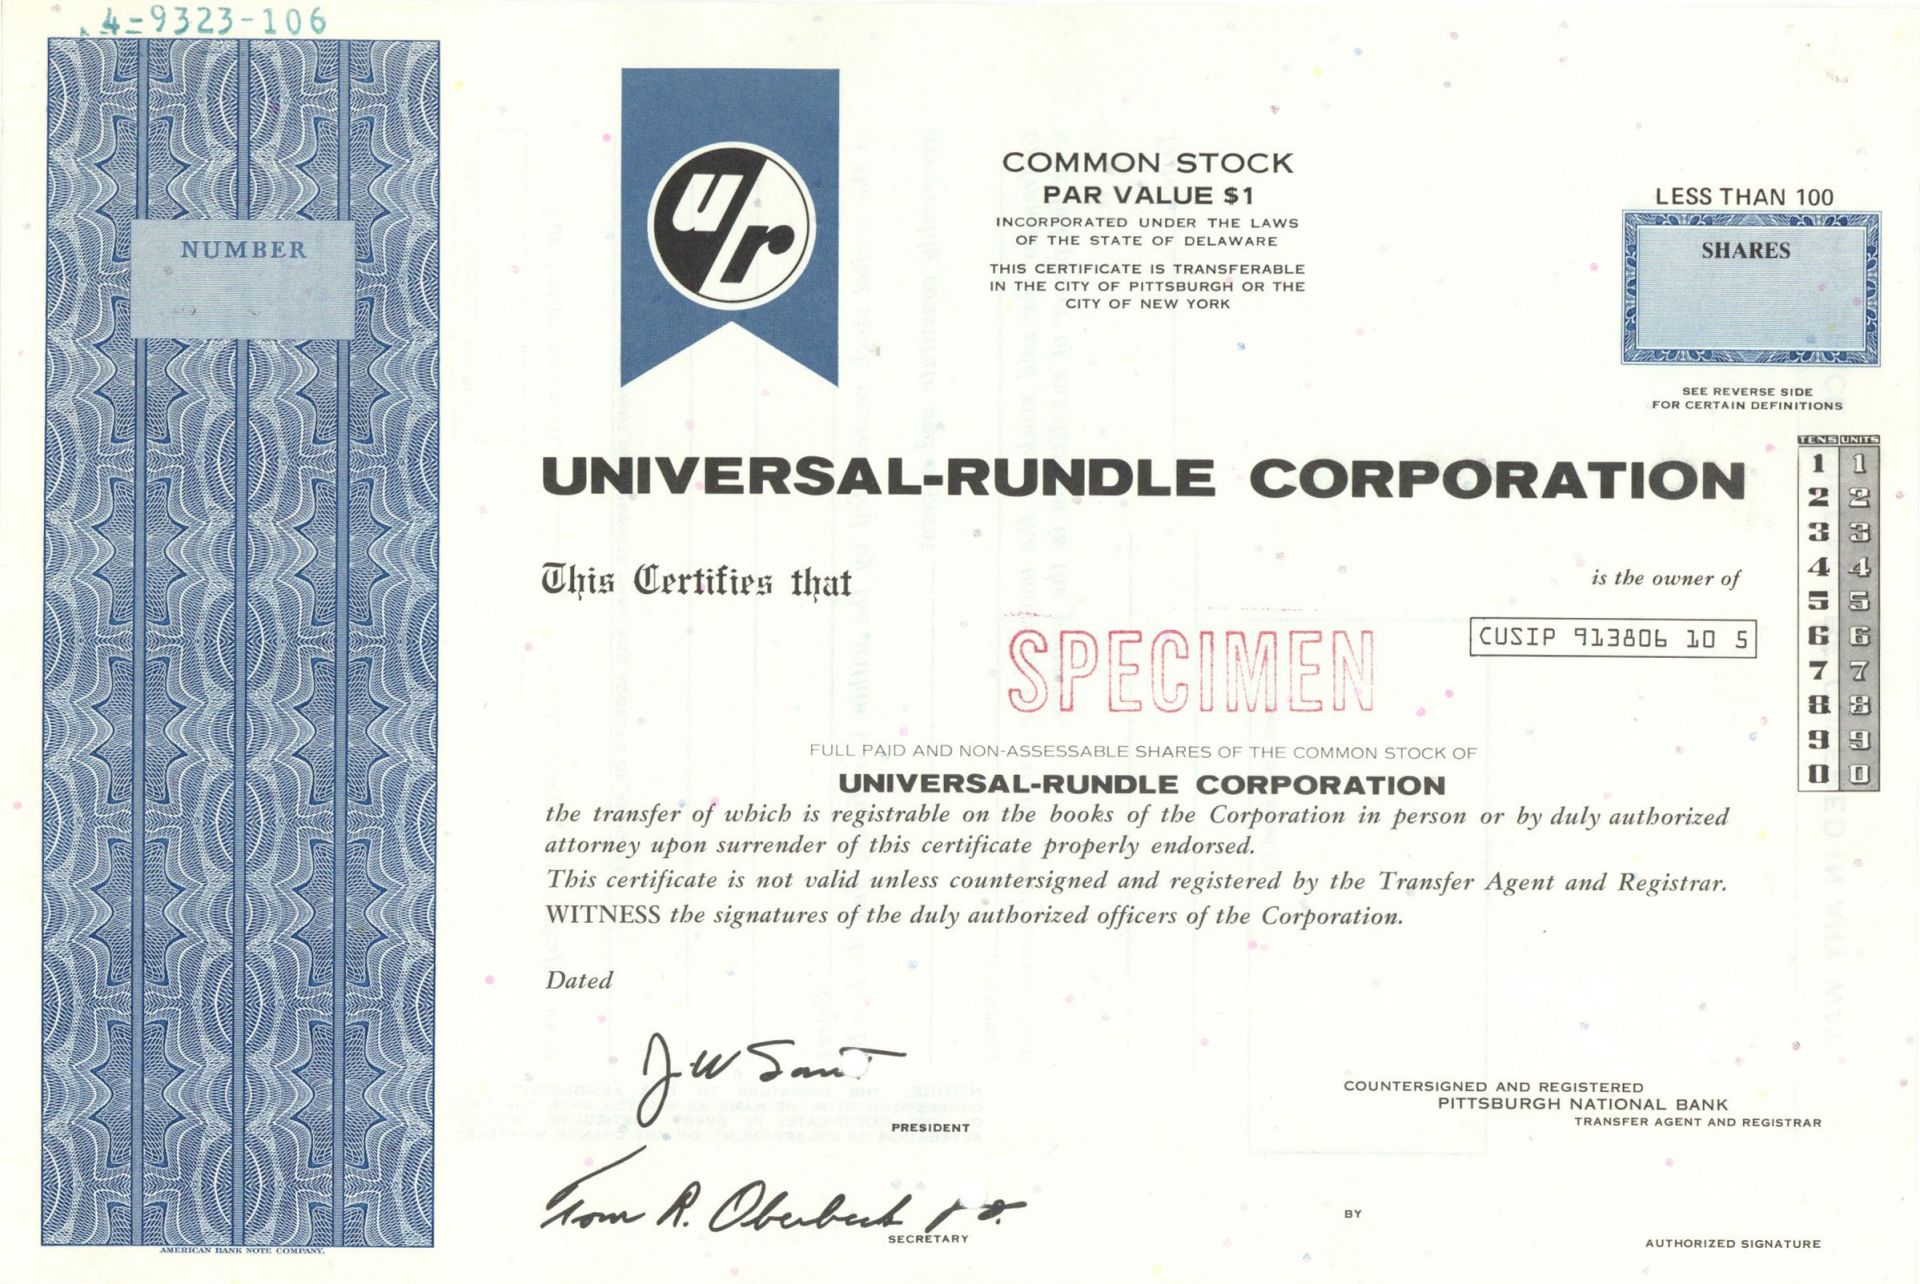 4-9323-106
NUMBER
ur
COMMON STOCK
PAR VALUE $1
INCORPORATED UNDER THE LAWS
OF THE STATE OF DELAWARE
THIS CERTIFICATE IS TRANSFERABLE
IN THE CITY OF PITTSBURGH OR THE
CITY OF NEW YORK
LESS THAN 100
SHARES
SEE REVERSE SIDE
FOR CERTAIN DEFINITIONS
UNIVERSAL-RUNDLE CORPORATION
TENS UNITS
1 1
2 2
3 3
4 4
5 5
6 6
7 7
8 8
9 9
0 0
This Certifies that
is the owner of
CUSIP 913806 10 5
SPECIMEN
FULL PAID AND NON-ASSESSABLE SHARES OF THE COMMON STOCK OF
UNIVERSAL-RUNDLE CORPORATION
the transfer of which is registrable on the books of the Corporation in person or by duly authorized
attorney upon surrender of this certificate properly endorsed.
This certificate is not valid unless countersigned and registered by the Transfer Agent and Registrar.
WITNESS the signatures of the duly authorized officers of the Corporation.
Dated
J. W.
PRESIDENT
Tom R. Oberbeck
SECRETARY
COUNTERSIGNED AND REGISTERED
PITTSBURGH NATIONAL BANK
TRANSFER AGENT AND REGISTRAR
BY
AUTHORIZED SIGNATURE
AMERICAN BANK NOTE COMPANY.